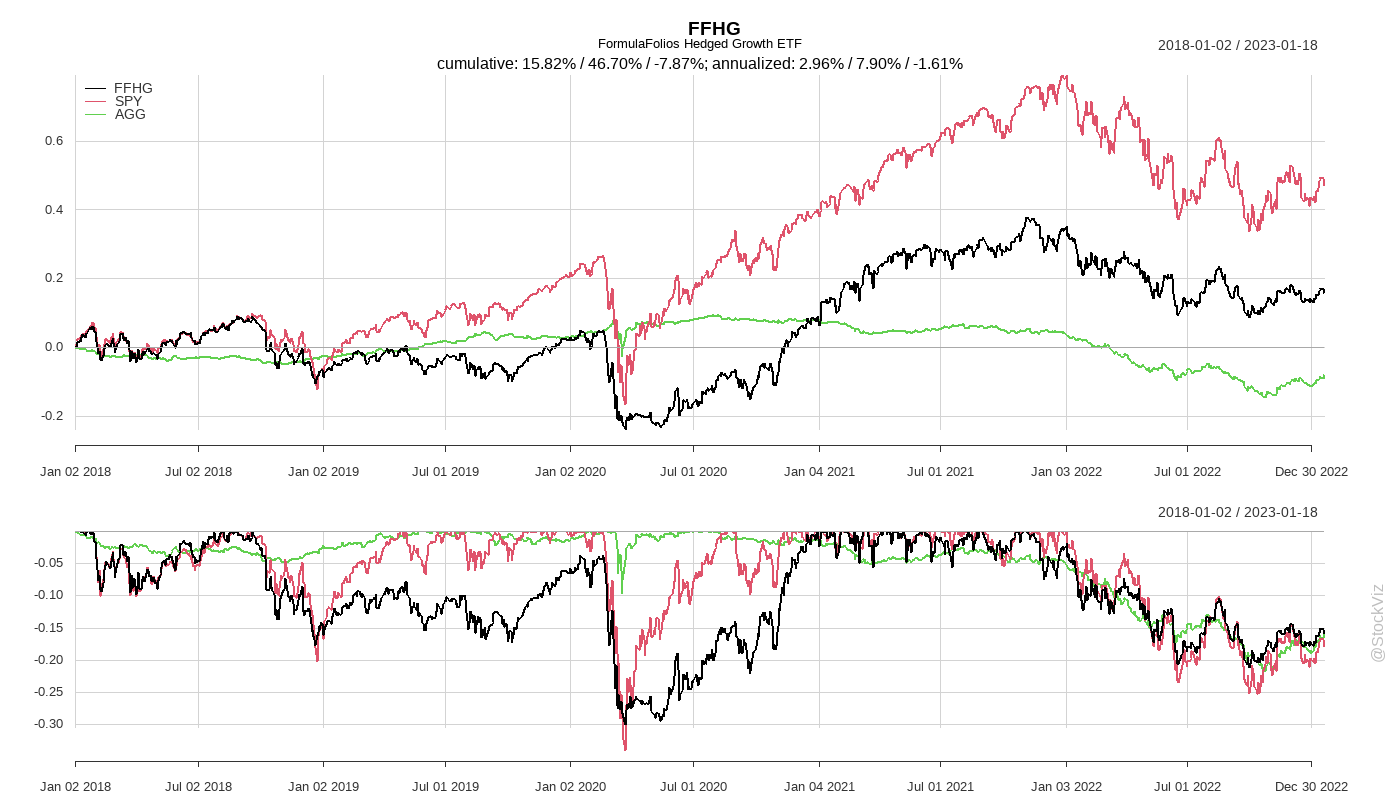 FFHG
FormulaFolios Hedged Growth ETF
2018-01-02 / 2023-01-18
cumulative: 15.82% / 46.70% / -7.87%; annualized: 2.96% / 7.90% / -1.61%
FFHG
SPY
AGG
0.6
0.4
0.2
0.0
-0.2
Jan 02 2018 Jul 02 2018 Jan 02 2019 Jul 01 2019 Jan 02 2020 Jul 01 2020 Jan 04 2021 Jul 01 2021 Jan 03 2022 Jul 01 2022 Dec 30 2022
2018-01-02 / 2023-01-18
-0.05
-0.10
-0.15
-0.20
-0.25
-0.30
Jan 02 2018 Jul 02 2018 Jan 02 2019 Jul 01 2019 Jan 02 2020 Jul 01 2020 Jan 04 2021 Jul 01 2021 Jan 03 2022 Jul 01 2022 Dec 30 2022
@StockViz